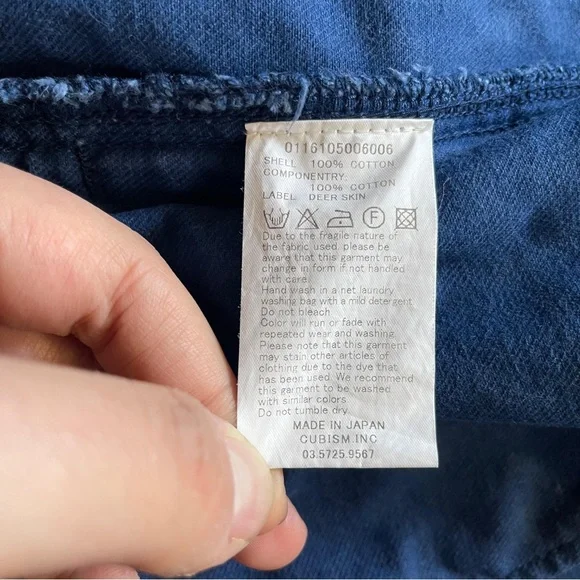 0116105006006
SHELL 100% COTTON
COMPONENTRY:
100% COTTON
LABEL DEER SKIN
F
Due to the fragile nature of
the fabric used, please be
aware that this garment may
change in form if not handled
with care.
Hand wash in a net laundry
washing bag with a mild detergent.
Do not bleach.
Color will run or fade with
repeated wear and washing.
Please note that this garment
may stain other articles of
clothing due to the dye that
has been used. We recommend
this garment to be washed
with similar colors.
Do not tumble dry.
MADE IN JAPAN
CUBISM.INC
03.5725.9567